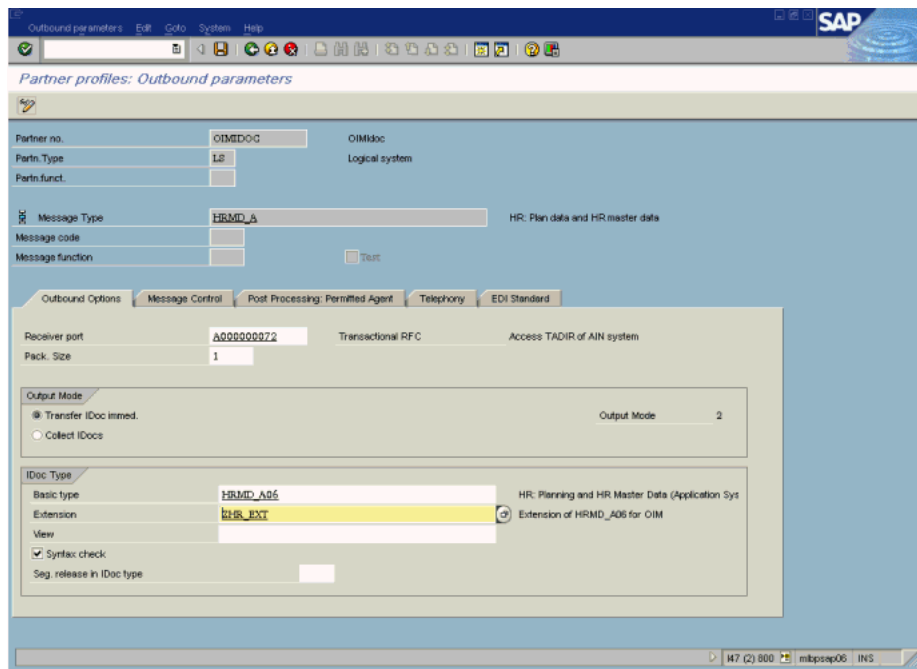 Outbound parameters Edit Goto System Help
SAP
Partner profiles: Outbound parameters
Partner no. OIMIDOC OIMIdoc
Partn.Type LS Logical system
Partn.funct.
Message Type HRMD_A HR: Plan data and HR master data
Message code
Message function Test
Outbound Options Message Control Post Processing: Permitted Agent Telephony EDI Standard
Receiver port A000000072 Transactional RFC Access TADIR of AIN system
Pack. Size 1
Output Mode
Transfer IDoc immed. Output Mode 2
Collect IDocs
IDoc Type
Basic type HRMD_A06 HR: Planning and HR Master Data (Application Sys
Extension ZHR_EXT Extension of HRMD_A06 for OIM
View
Syntax check
Seg. release in IDoc type
I47 (2) 800 mlbpsap06 INS